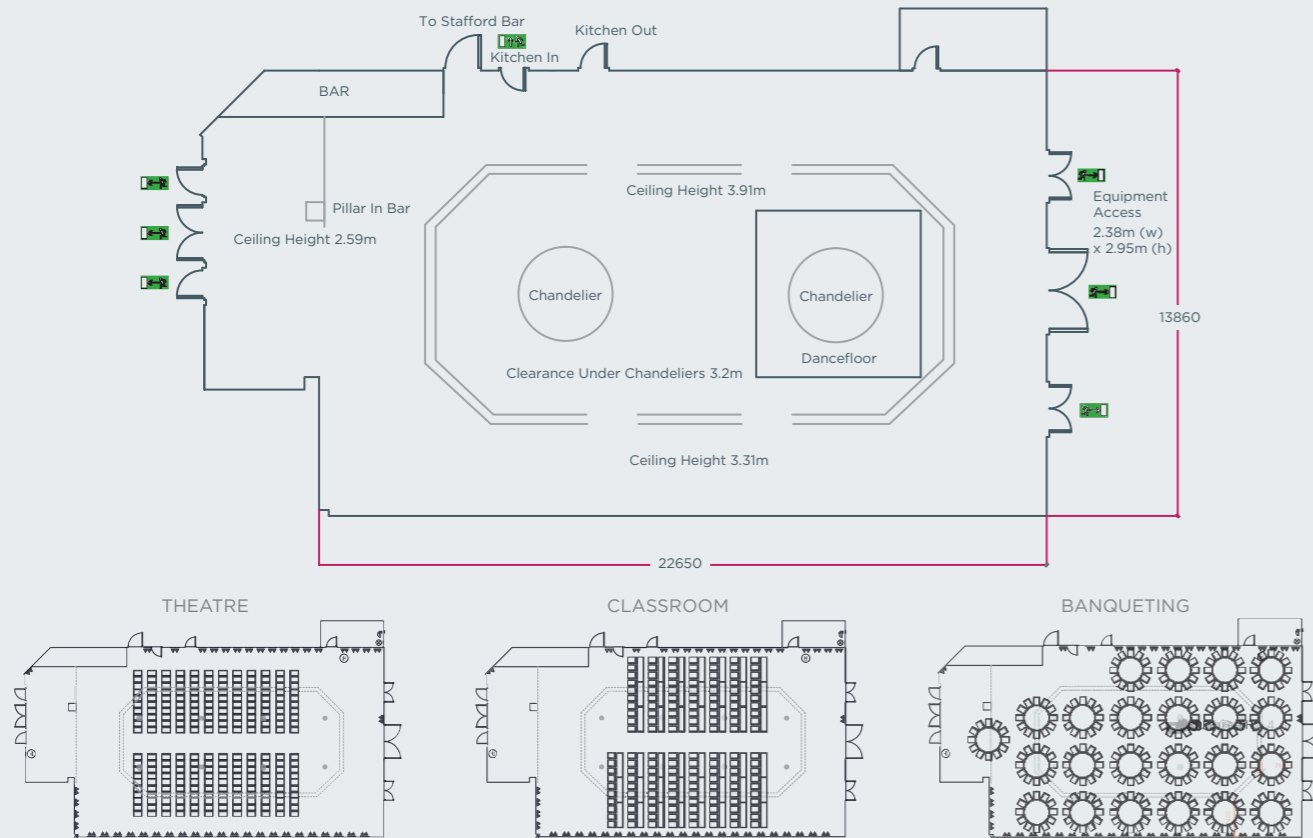 To Stafford Bar
Kitchen In
Kitchen Out
BAR
Ceiling Height 3.91m
Pillar In Bar
Ceiling Height 2.59m
Equipment
Access
2.38m (w)
x 2.95m (h)
Chandelier
Chandelier
13860
Dancefloor
Clearance Under Chandeliers 3.2m
Ceiling Height 3.31m
22650
THEATRE
CLASSROOM
BANQUETING